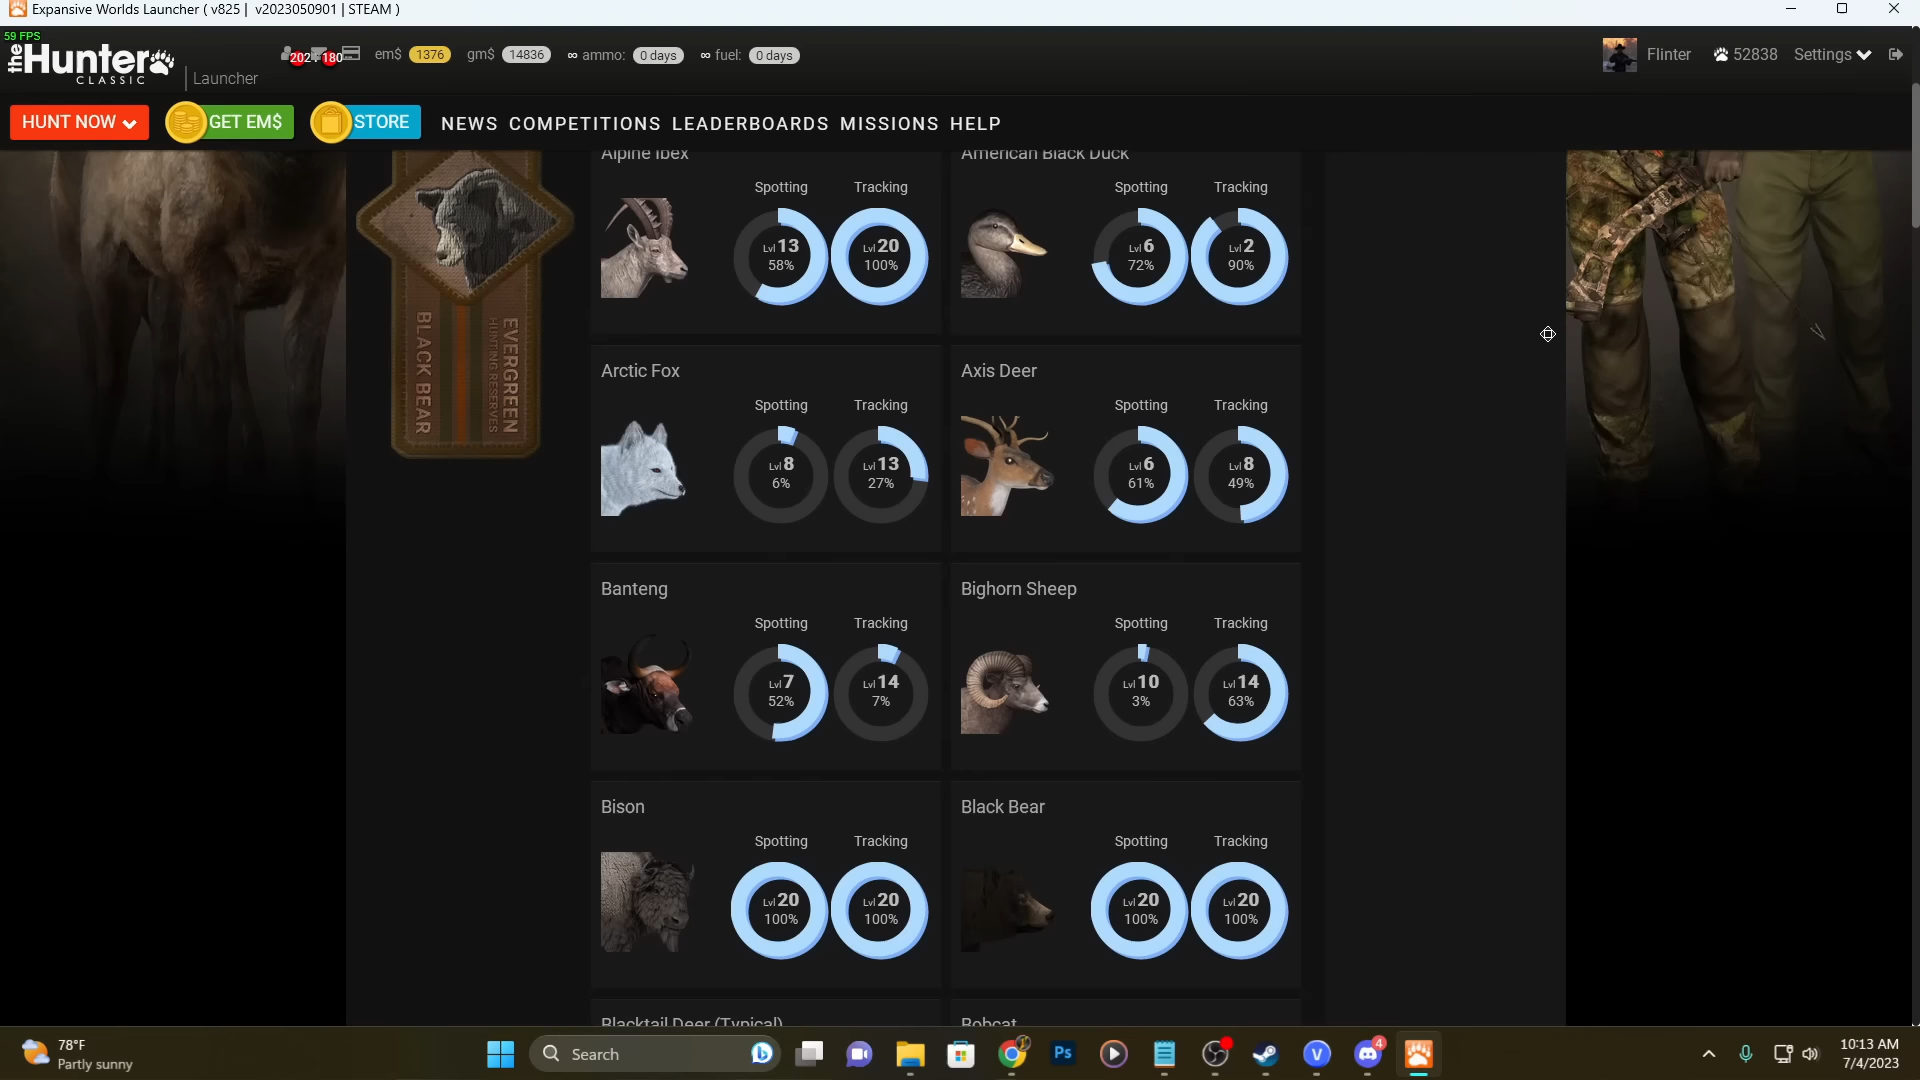 Expansive Worlds Launcher ( v825 | v2023050901 | STEAM )
59 FPS
theHunter CLASSIC | Launcher
202 180 em$ 1376 gm$ 14836 ∞ ammo: 0 days ∞ fuel: 0 days
Flinter 52838 Settings
HUNT NOW GET EM$ STORE NEWS COMPETITIONS LEADERBOARDS MISSIONS HELP
BLACK BEAR
EVERGREEN
HUNTING RESERVES
Alpine Ibex
Spotting Tracking
Lvl 13 Lvl 20
58% 100%
American Black Duck
Spotting Tracking
Lvl 6 Lvl 2
72% 90%
Arctic Fox
Spotting Tracking
Lvl 8 Lvl 13
6% 27%
Axis Deer
Spotting Tracking
Lvl 6 Lvl 8
61% 49%
Banteng
Spotting Tracking
Lvl 7 Lvl 14
52% 7%
Bighorn Sheep
Spotting Tracking
Lvl 10 Lvl 14
3% 63%
Bison
Spotting Tracking
Lvl 20 Lvl 20
100% 100%
Black Bear
Spotting Tracking
Lvl 20 Lvl 20
100% 100%
Blacktail Deer (Typical)
Bobcat
78°F
Partly sunny
Search
Ps
V
4
10:13 AM
7/4/2023